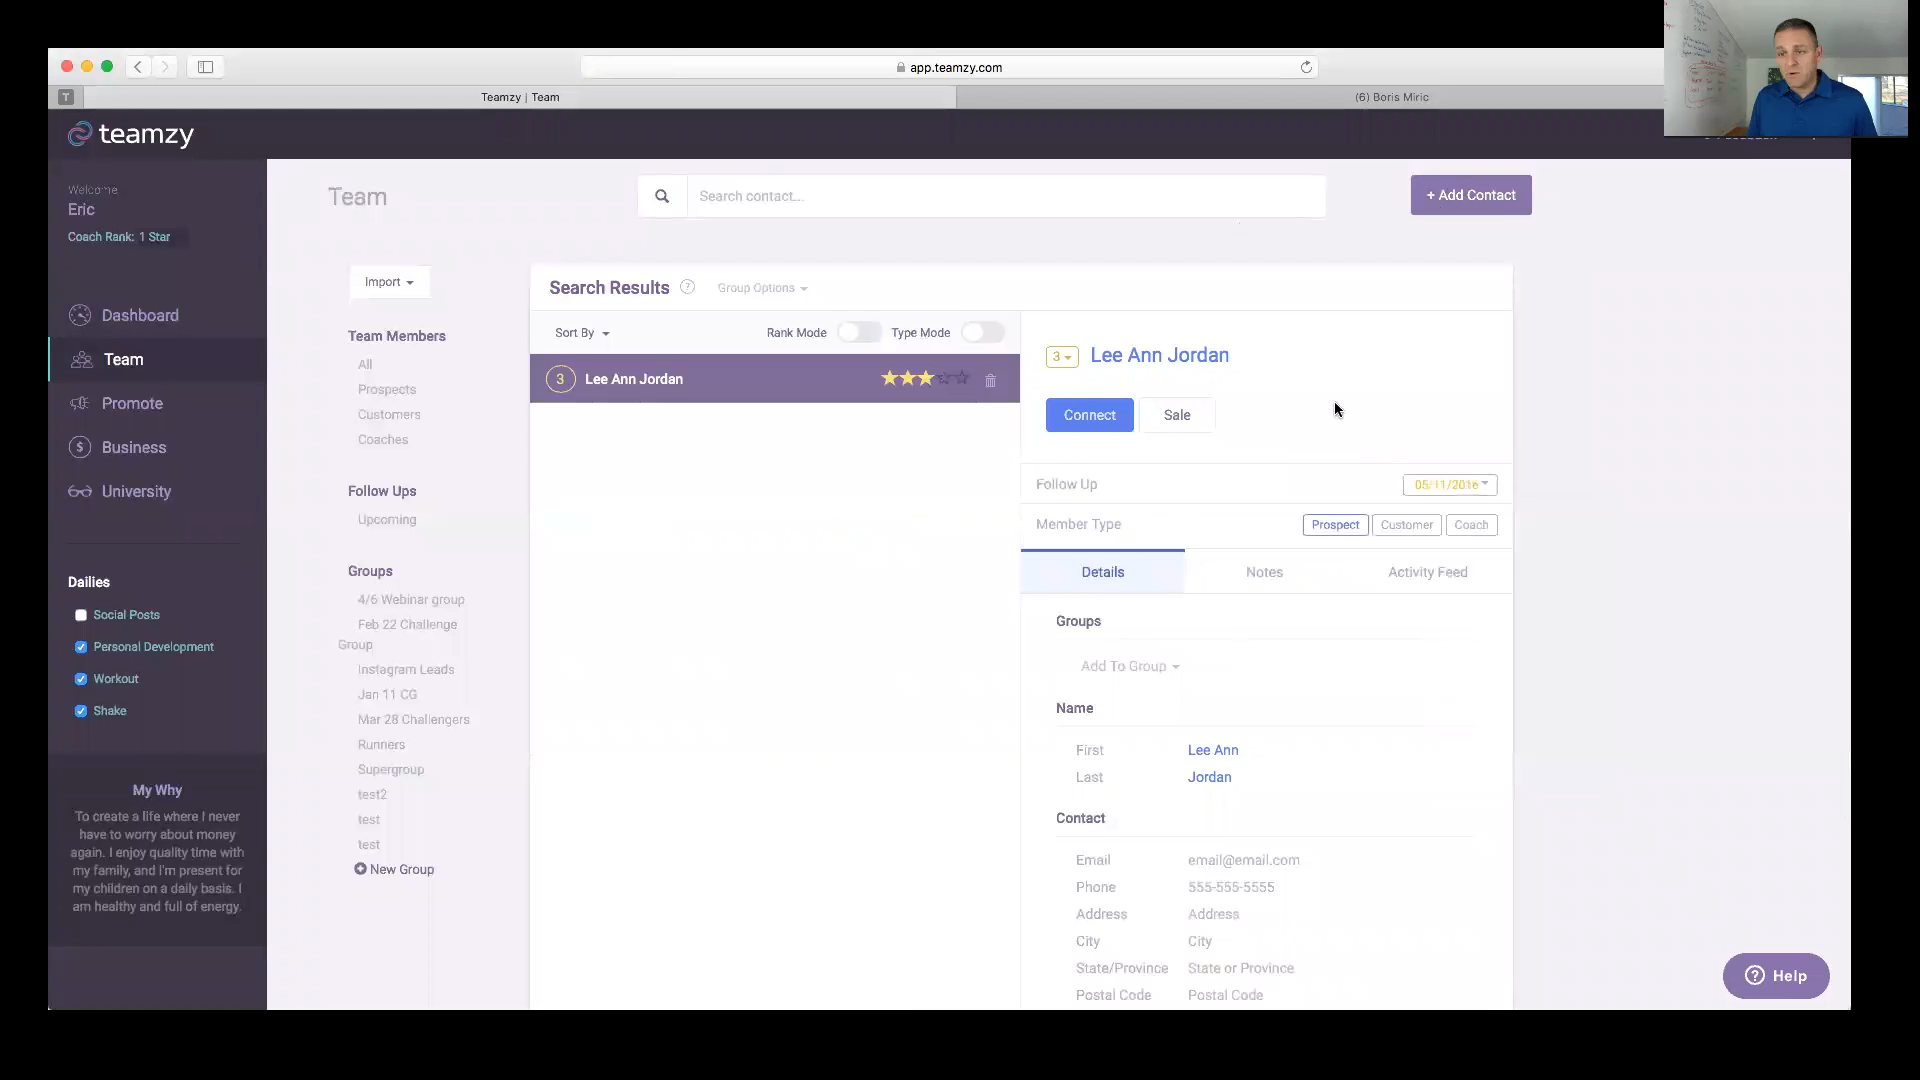 app.teamzy.com
T
Teamzy | Team
(6) Boris Miric
teamzy
Welcome,
Eric
Coach Rank: 1 Star
Dashboard
Team
Promote
Business
University
Dailies
Social Posts
Personal Development
Workout
Shake
My Why
To create a life where I never
have to worry about money
again. I enjoy quality time with
my family, and I'm present for
my children on a daily basis. I
am healthy and full of energy.
Team
Search contact...
+ Add Contact
Import
Team Members
All
Prospects
Customers
Coaches
Follow Ups
Upcoming
Groups
4/6 Webinar group
Feb 22 Challenge
Group
Instagram Leads
Jan 11 CG
Mar 28 Challengers
Runners
Supergroup
test2
test
test
New Group
Search Results ?
Group Options
Sort By
Rank Mode
Type Mode
3 Lee Ann Jordan
3 Lee Ann Jordan
Connect
Sale
Follow Up
05/11/2016
Member Type
Prospect
Customer
Coach
Details
Notes
Activity Feed
Groups
Add To Group
Name
First Lee Ann
Last Jordan
Contact
Email email@email.com
Phone 555-555-5555
Address Address
City City
State/Province State or Province
Postal Code Postal Code
? Help